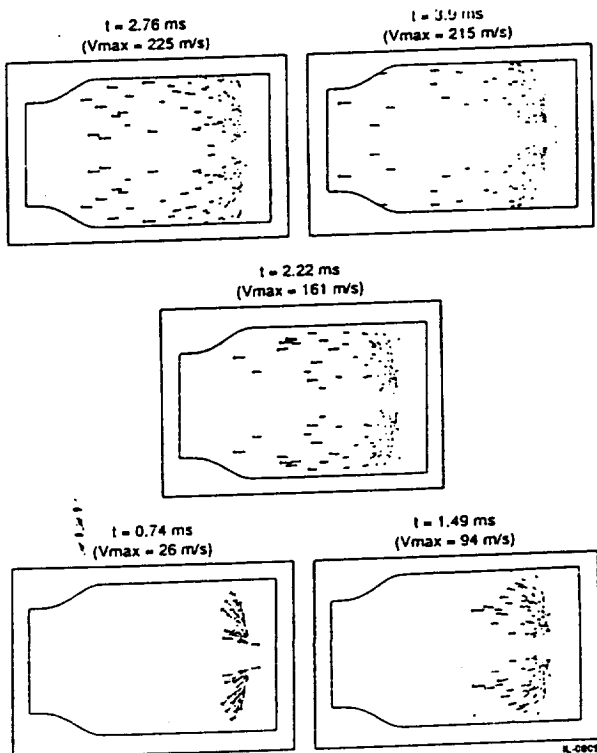 t = 2.76 ms
(Vmax = 225 m/s)
t = 3.9 ms
(Vmax = 215 m/s)
t = 2.22 ms
(Vmax = 161 m/s)
t = 0.74 ms
(Vmax = 26 m/s)
t = 1.49 ms
(Vmax = 94 m/s)